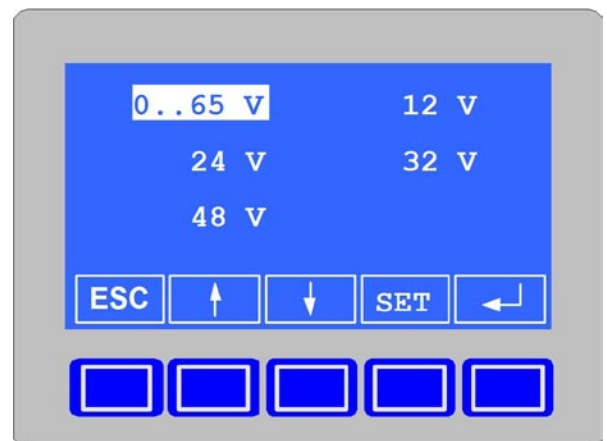 0..65 V 12 V
24 V 32 V
48 V
ESC ↑ ↓ SET ↵